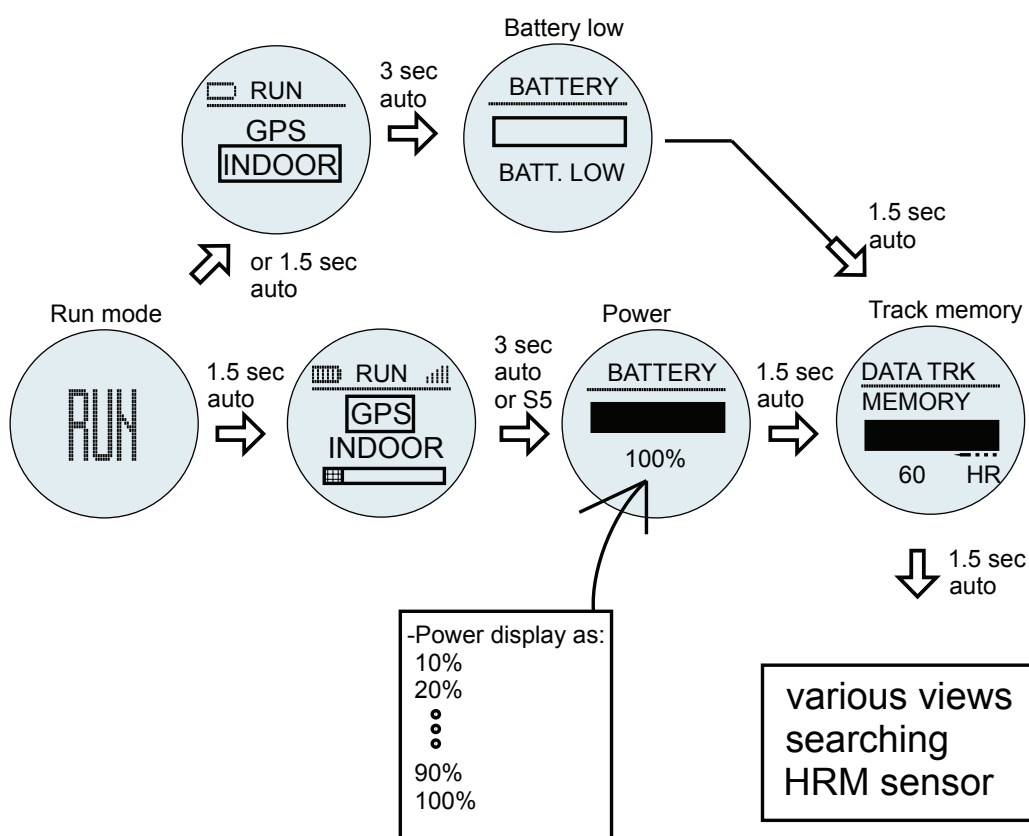 Battery low
RUN
GPS
INDOOR
3 sec
auto
BATTERY
BATT. LOW
1.5 sec
auto
or 1.5 sec
auto
Run mode
RUN
1.5 sec
auto
RUN
GPS
INDOOR
3 sec
auto
or S5
Power
BATTERY
100%
1.5 sec
auto
Track memory
DATA TRK
MEMORY
60 HR
1.5 sec
auto
-Power display as:
10%
20%
90%
100%
various views
searching
HRM sensor